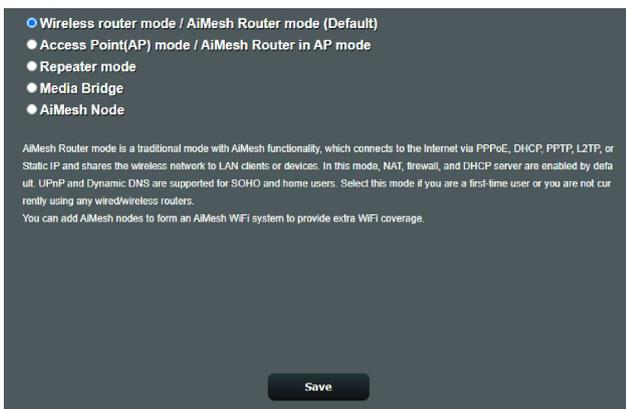 Wireless router mode / AiMesh Router mode (Default)
Access Point(AP) mode / AiMesh Router in AP mode
Repeater mode
Media Bridge
AiMesh Node
AiMesh Router mode is a traditional mode with AiMesh functionality, which connects to the Internet via PPPoE, DHCP, PPTP, L2TP, or
Static IP and shares the wireless network to LAN clients or devices. In this mode, NAT, firewall, and DHCP server are enabled by defa
ult. UPnP and Dynamic DNS are supported for SOHO and home users. Select this mode if you are a first-time user or you are not cur
rently using any wired/wireless routers.
You can add AiMesh nodes to form an AiMesh WiFi system to provide extra WiFi coverage.
Save